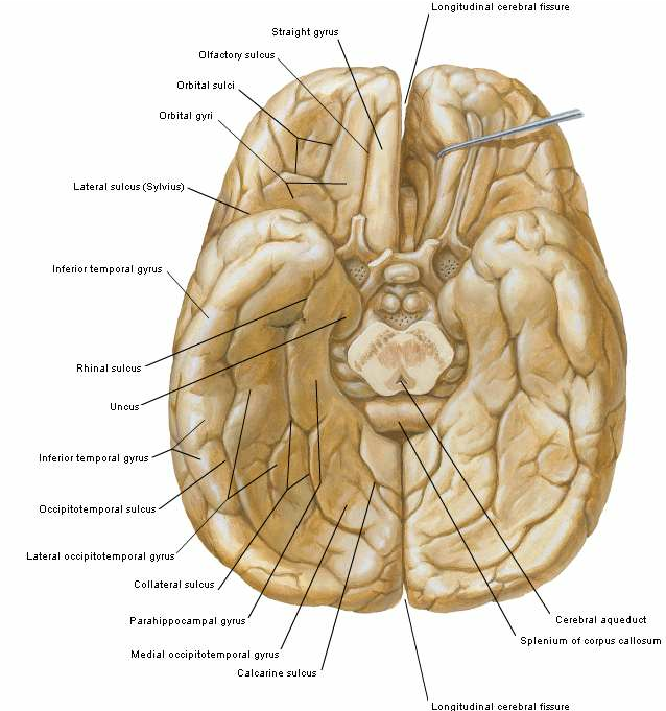 Longitudinal cerebral fissure
Straight gyrus
Olfactory sulcus
Orbital sulci
Orbital gyri
Lateral sulcus (Sylvius)
Inferior temporal gyrus
Rhinal sulcus
Uncus
Inferior temporal gyrus
Occipitotemporal sulcus
Lateral occipitotemporal gyrus
Collateral sulcus
Parahippocampal gyrus
Cerebral aqueduct
Splenium of corpus callosum
Medial occipitotemporal gyrus
Calcarine sulcus
Longitudinal cerebral fissure